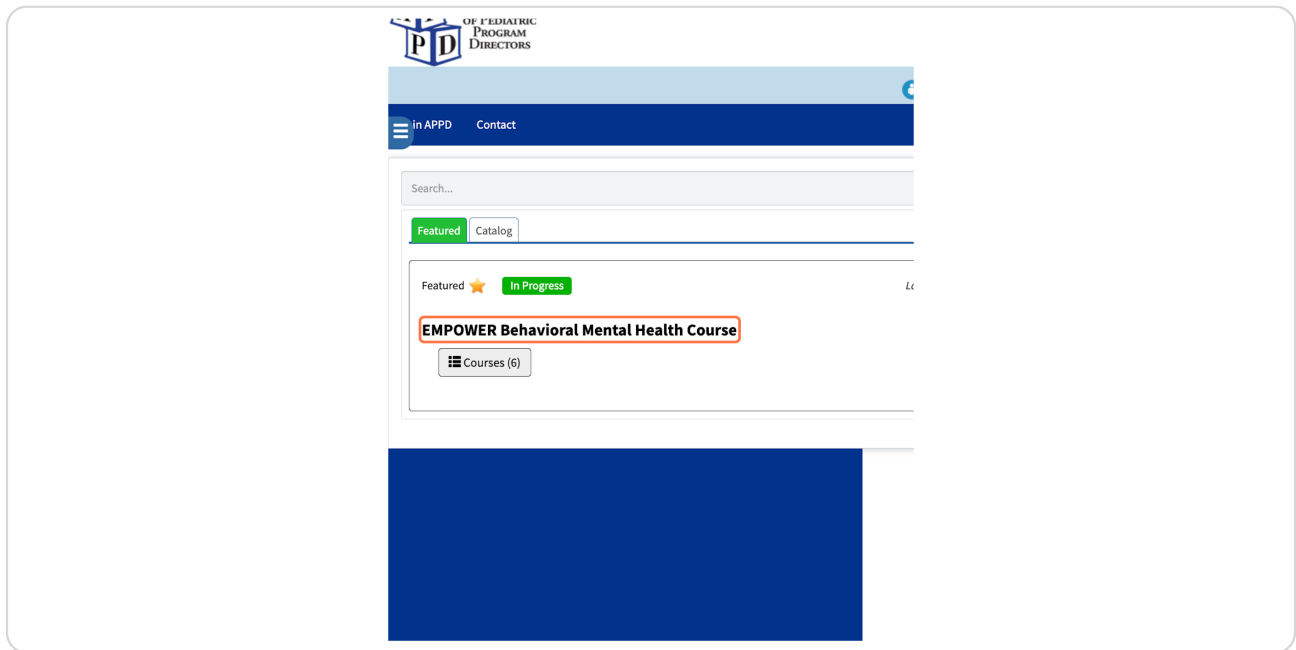 OF PEDIATRIC
PROGRAM
DIRECTORS
PD
in APPD Contact
Search...
Featured Catalog
Featured In Progress
EMPOWER Behavioral Mental Health Course
Courses (6)